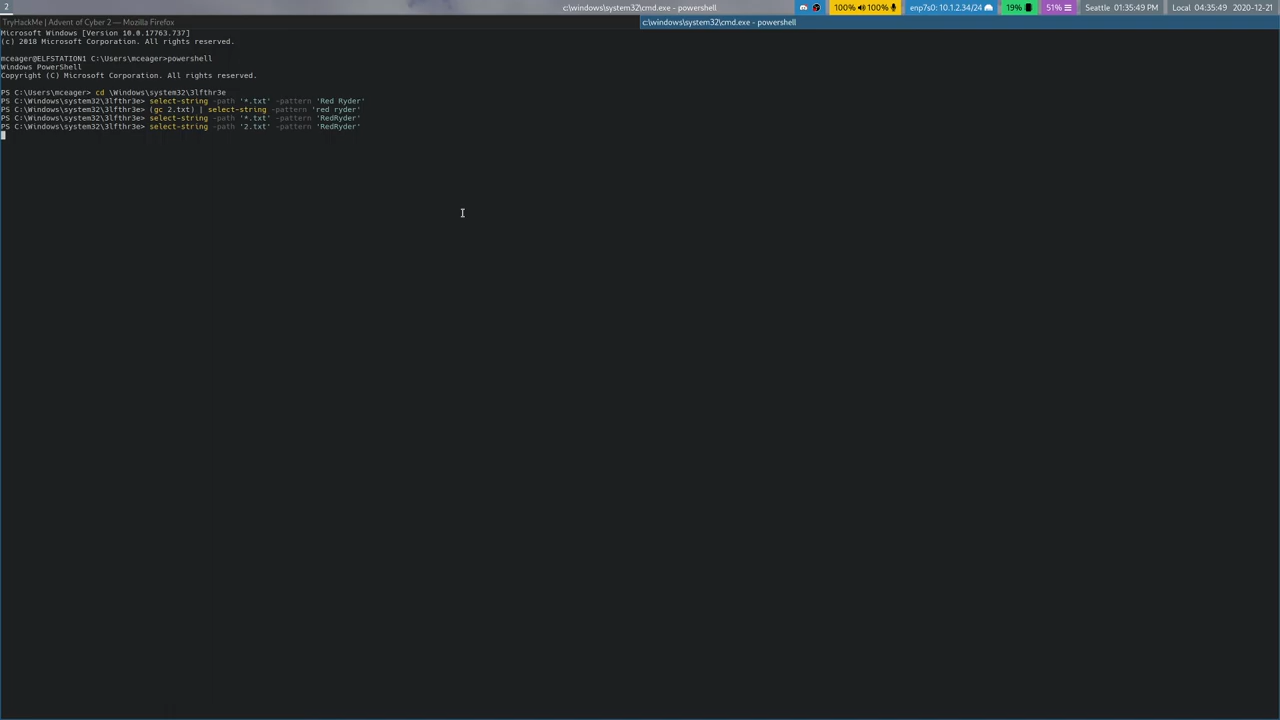 2
c:\windows\system32\cmd.exe - powershell
100% 100%
enp7s0: 10.1.2.34/24
19%
51%
Seattle 01:35:49 PM
Local 04:35:49
2020-12-21
TryHackMe | Advent of Cyber 2 — Mozilla Firefox
c:\windows\system32\cmd.exe - powershell
Microsoft Windows [Version 10.0.17763.737]
(c) 2018 Microsoft Corporation. All rights reserved.
mceager@ELFSTATION1 C:\Users\mceager>powershell
Windows PowerShell
Copyright (C) Microsoft Corporation. All rights reserved.
PS C:\Users\mceager> cd \Windows\system32\3lfthr3e
PS C:\Windows\system32\3lfthr3e> select-string -path '*.txt' -pattern 'Red Ryder'
PS C:\Windows\system32\3lfthr3e> (gc 2.txt) | select-string -pattern 'red ryder'
PS C:\Windows\system32\3lfthr3e> select-string -path '*.txt' -pattern 'RedRyder'
PS C:\Windows\system32\3lfthr3e> select-string -path '2.txt' -pattern 'RedRyder'